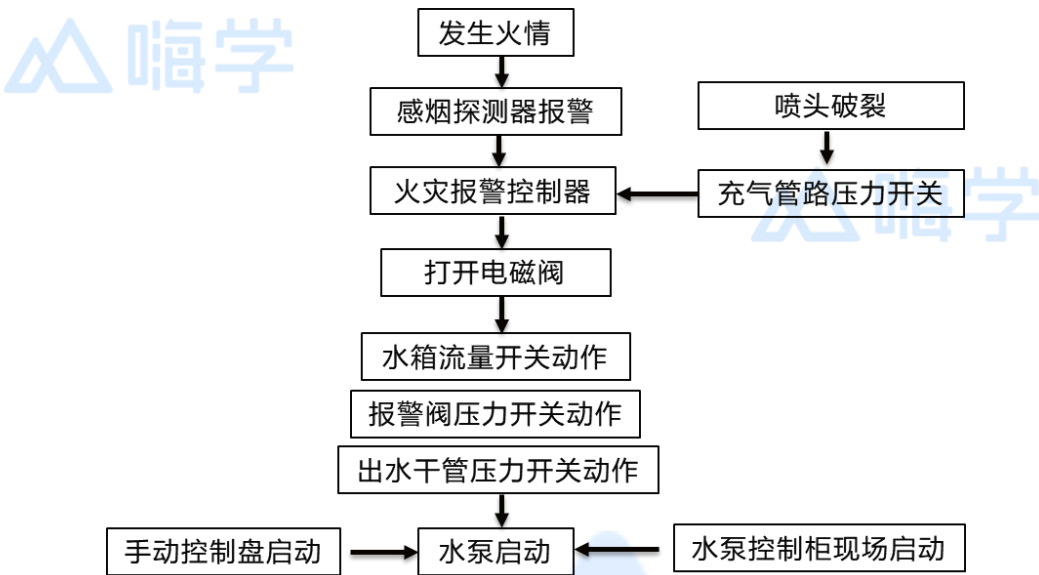 嗨学
发生火情
感烟探测器报警
喷头破裂
火灾报警控制器
充气管路压力开关
嗨学
打开电磁阀
水箱流量开关动作
报警阀压力开关动作
出水干管压力开关动作
手动控制盘启动
水泵启动
水泵控制柜现场启动